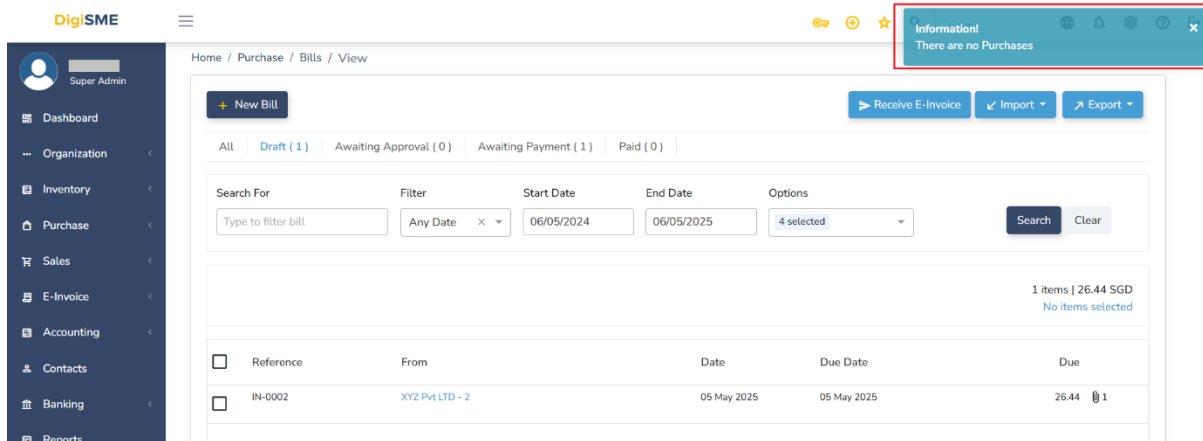 DigiSME
Information!
There are no Purchases
Super Admin
Dashboard
Organization
Inventory
Purchase
Sales
E-Invoice
Accounting
Contacts
Banking
Reports
Home / Purchase / Bills / View
+ New Bill
Receive E-Invoice
Import
Export
All
Draft ( 1 )
Awaiting Approval ( 0 )
Awaiting Payment ( 1 )
Paid ( 0 )
Search For
Filter
Start Date
End Date
Options
Type to filter bill
Any Date
06/05/2024
06/05/2025
4 selected
Search
Clear
1 items | 26.44 SGD
No items selected
Reference From Date Due Date Due
IN-0002 XYZ Pvt LTD - 2 05 May 2025 05 May 2025 26.44 1